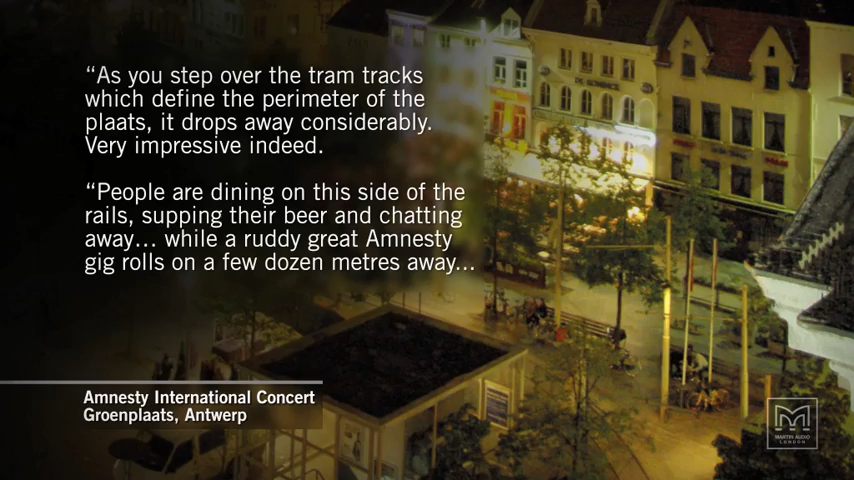 “As you step over the tram tracks
which define the perimeter of the
plaats, it drops away considerably.
Very impressive indeed.
“People are dining on this side of the
rails, supping their beer and chatting
away... while a ruddy great Amnesty
gig rolls on a few dozen metres away...
Amnesty International Concert
Groenplaats, Antwerp
MARTIN AUDIO
LONDON